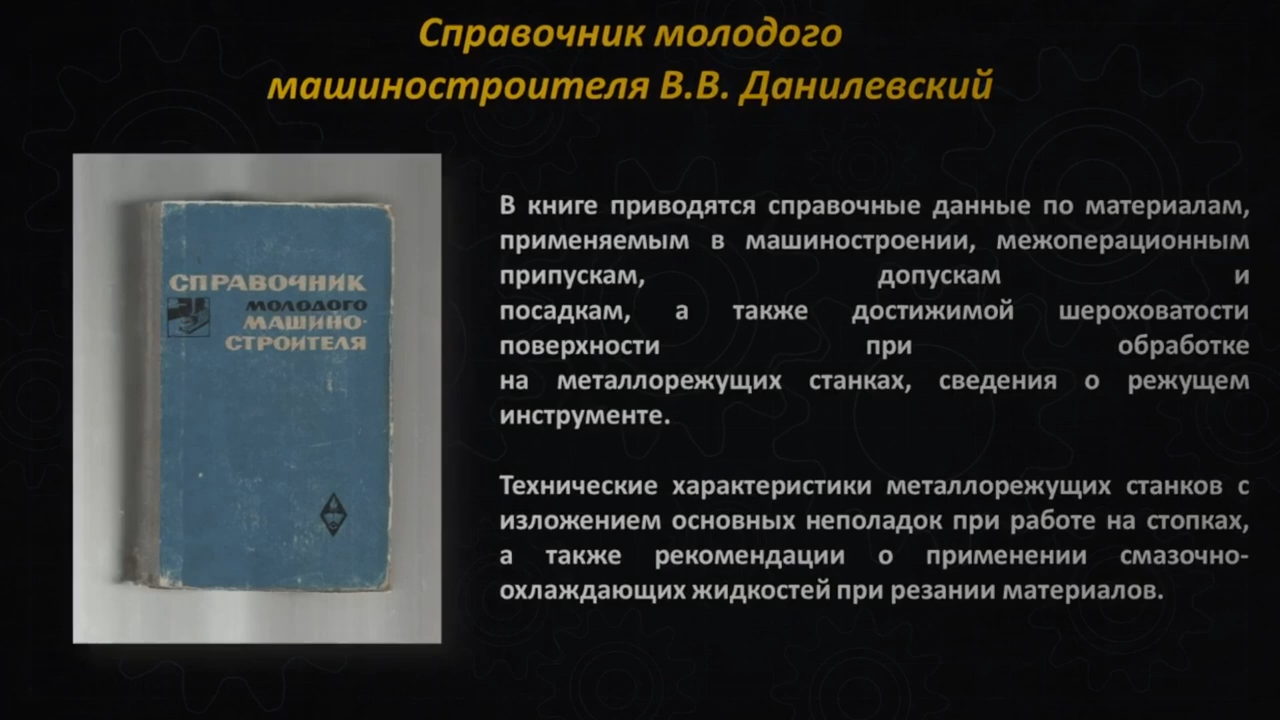 Справочник молодого
машиностроителя В.В. Данилевский
СПРАВОЧНИК
МОЛОДОГО
МАШИНО-
СТРОИТЕЛЯ
В книге приводятся справочные данные по материалам,
применяемым в машиностроении, межоперационным
припускам, допускам и
посадкам, а также достижимой шероховатости
поверхности при обработке
на металлорежущих станках, сведения о режущем
инструменте.
Технические характеристики металлорежущих станков с
изложением основных неполадок при работе на стопках,
а также рекомендации о применении смазочно-
охлаждающих жидкостей при резании материалов.